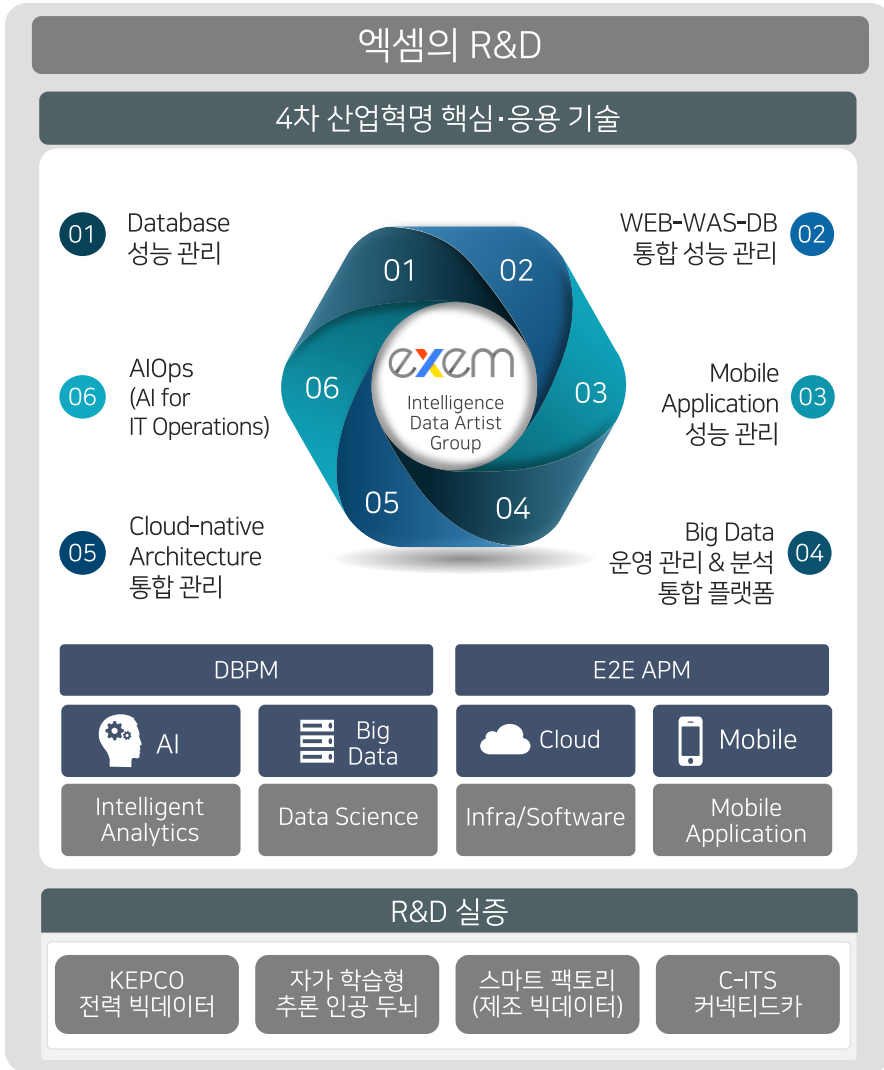 엑셈의 R&D
4차 산업혁명 핵심·응용 기술
01
Database
성능 관리
WEB-WAS-DB
통합 성능 관리
02
01
02
03
04
05
06
exem
Intelligence
Data Artist
Group
06
AIOps
(AI for
IT Operations)
Mobile
Application
성능 관리
03
05
Cloud-native
Architecture
통합 관리
Big Data
운영 관리 & 분석
통합 플랫폼
04
DBPM
E2E APM
AI
Big
Data
Cloud
Mobile
Intelligent
Analytics
Data Science
Infra/Software
Mobile
Application
R&D 실증
KEPCO
전력 빅데이터
자가 학습형
추론 인공 두뇌
스마트 팩토리
(제조 빅데이터)
C-ITS
커넥티드카